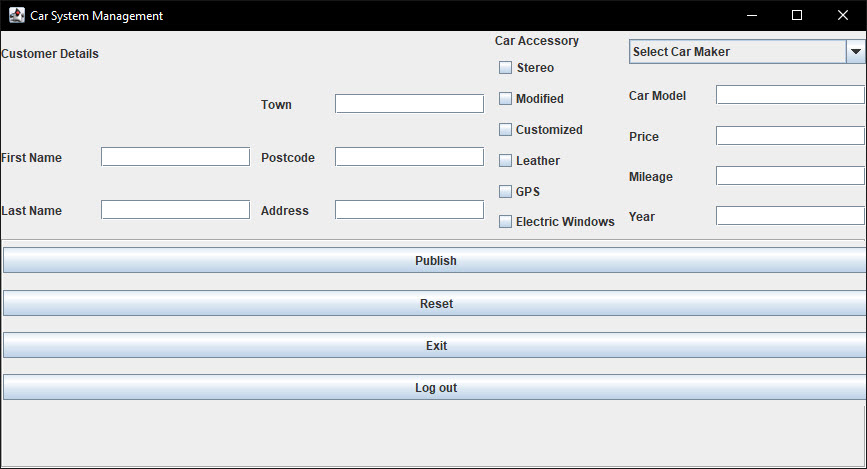 Car System Management
Customer Details
Town
First Name
Postcode
Last Name
Address
Car Accessory
Stereo
Modified
Customized
Leather
GPS
Electric Windows
Select Car Maker
Car Model
Price
Mileage
Year
Publish
Reset
Exit
Log out